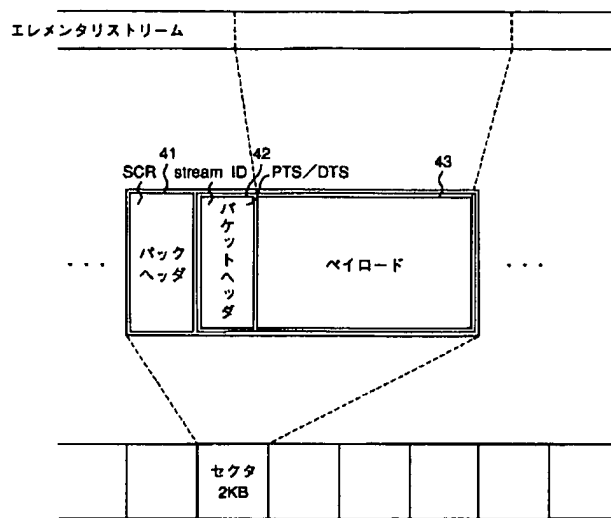 エレメンタリストリーム
41
42
43
SCR stream ID PTS/DTS
パック
ヘッダ
パケットヘッダ
ペイロード
・・・
・・・
セクタ
2KB